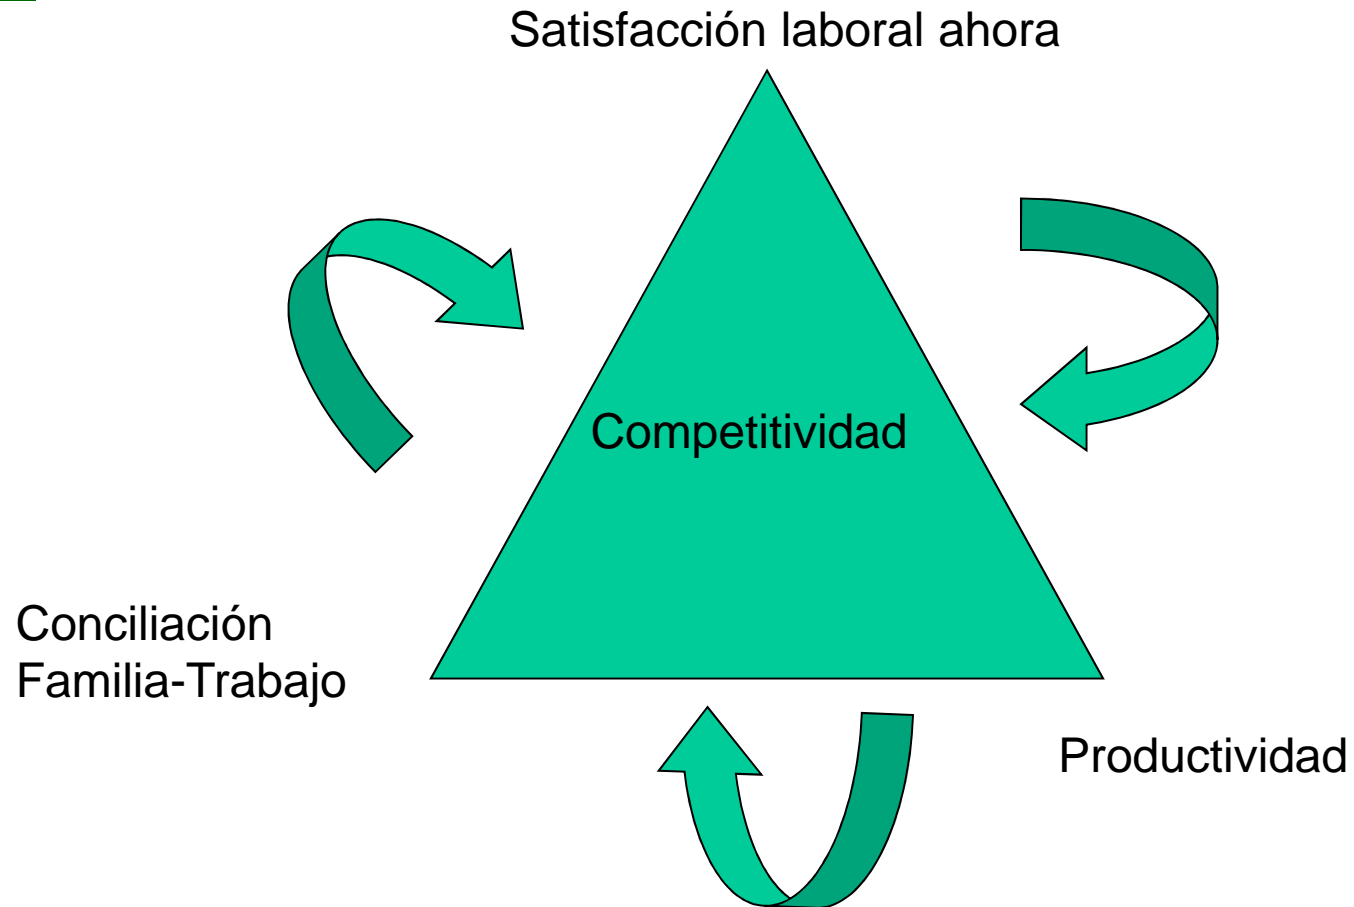 Satisfacción laboral ahora
Competitividad
Conciliación
Familia-Trabajo
Productividad